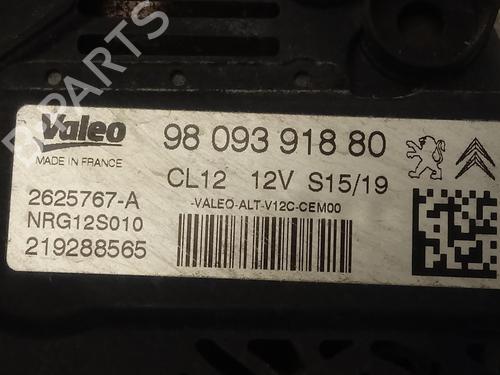 B-PARTS
Valeo
MADE IN FRANCE
98 093 918 80
CL12 12V S15/19
-VALEO-ALT-V12C-CEM00
2625767-A
NRG12S010
219288565